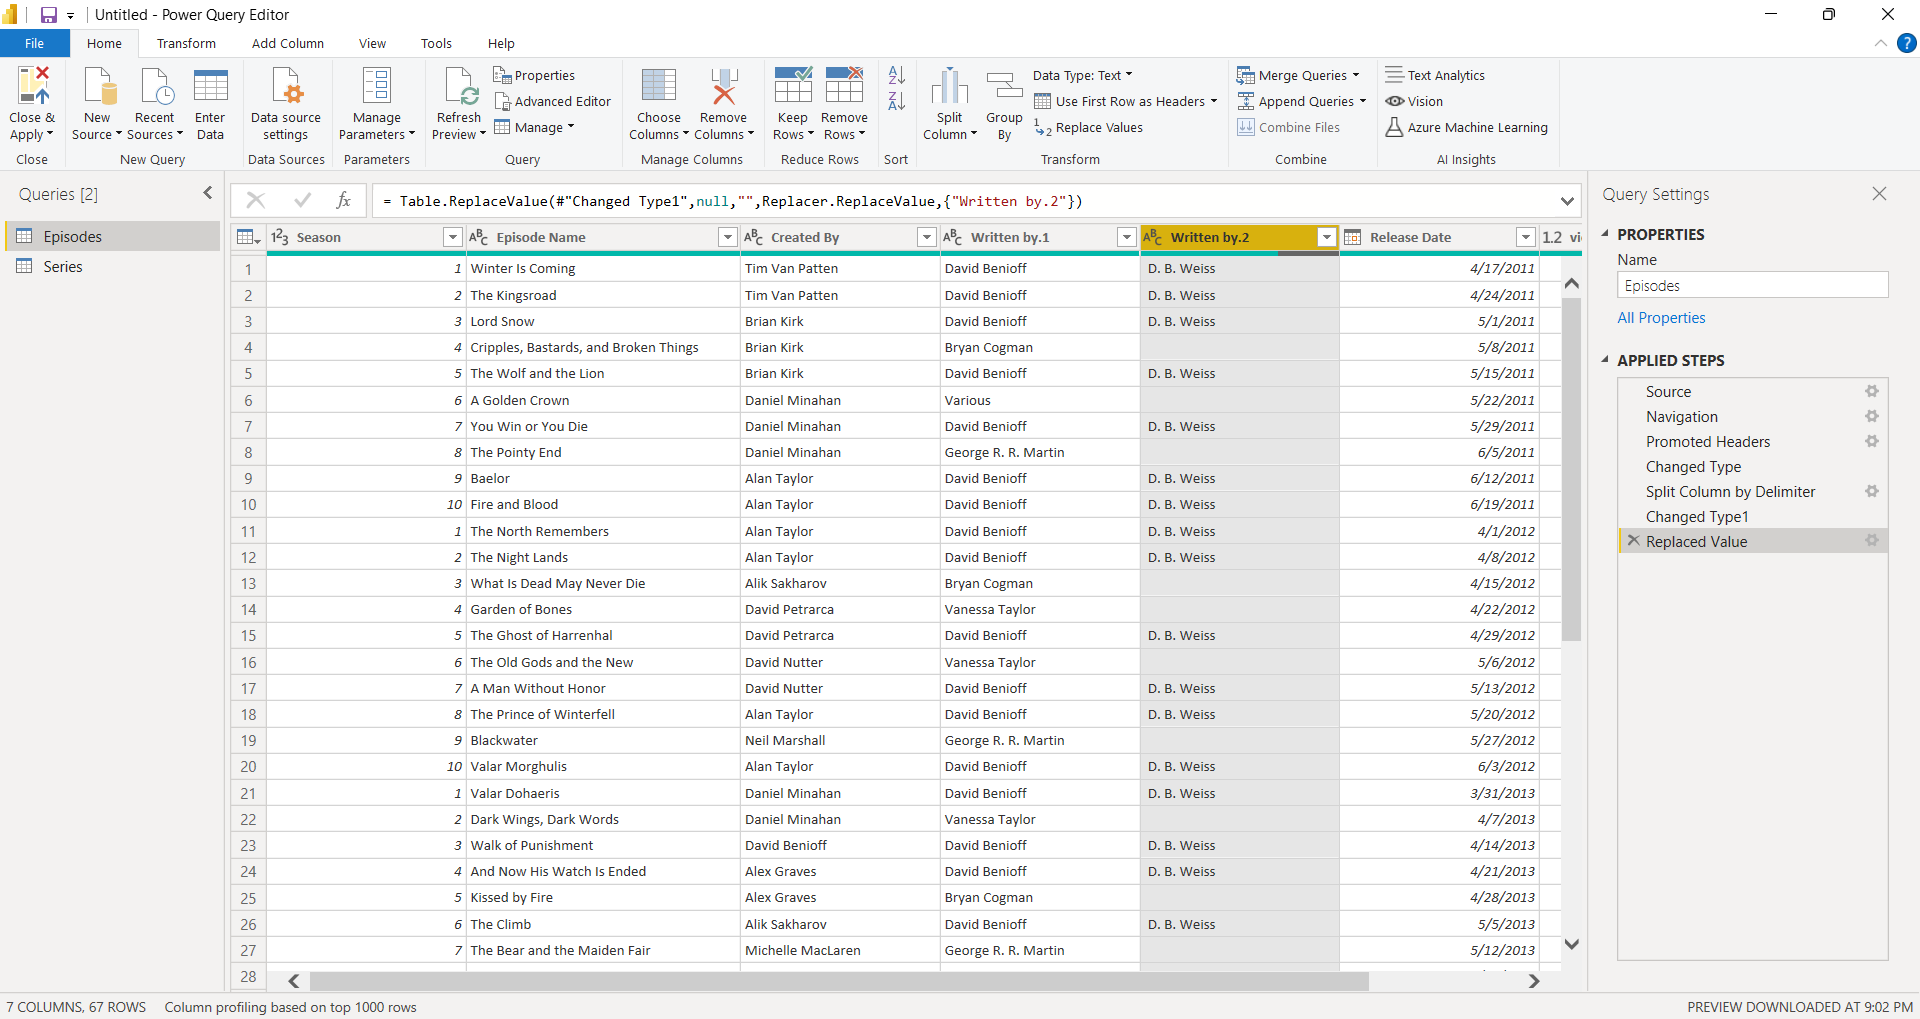 Untitled - Power Query Editor
File Home Transform Add Column View Tools Help
Close & Apply
Close
New Source
Recent Sources
Enter Data
New Query
Data source settings
Data Sources
Manage Parameters
Parameters
Refresh Preview
Properties
Advanced Editor
Manage
Query
Choose Columns
Remove Columns
Manage Columns
Keep Rows
Remove Rows
Reduce Rows
Sort
Split Column
Group By
Data Type: Text
Use First Row as Headers
Replace Values
Transform
Merge Queries
Append Queries
Combine Files
Combine
Text Analytics
Vision
Azure Machine Learning
AI Insights
Queries [2]
Episodes
Series
fx = Table.ReplaceValue(#"Changed Type1",null,"",Replacer.ReplaceValue,{"Written by.2"})
Season Episode Name Created By Written by.1 Written by.2 Release Date 1.2 vi
1 1 Winter Is Coming Tim Van Patten David Benioff D. B. Weiss 4/17/2011
2 2 The Kingsroad Tim Van Patten David Benioff D. B. Weiss 4/24/2011
3 3 Lord Snow Brian Kirk David Benioff D. B. Weiss 5/1/2011
4 4 Cripples, Bastards, and Broken Things Brian Kirk Bryan Cogman 5/8/2011
5 5 The Wolf and the Lion Brian Kirk David Benioff D. B. Weiss 5/15/2011
6 6 A Golden Crown Daniel Minahan Various 5/22/2011
7 7 You Win or You Die Daniel Minahan David Benioff D. B. Weiss 5/29/2011
8 8 The Pointy End Daniel Minahan George R. R. Martin 6/5/2011
9 9 Baelor Alan Taylor David Benioff D. B. Weiss 6/12/2011
10 10 Fire and Blood Alan Taylor David Benioff D. B. Weiss 6/19/2011
11 1 The North Remembers Alan Taylor David Benioff D. B. Weiss 4/1/2012
12 2 The Night Lands Alan Taylor David Benioff D. B. Weiss 4/8/2012
13 3 What Is Dead May Never Die Alik Sakharov Bryan Cogman 4/15/2012
14 4 Garden of Bones David Petrarca Vanessa Taylor 4/22/2012
15 5 The Ghost of Harrenhal David Petrarca David Benioff D. B. Weiss 4/29/2012
16 6 The Old Gods and the New David Nutter Vanessa Taylor 5/6/2012
17 7 A Man Without Honor David Nutter David Benioff D. B. Weiss 5/13/2012
18 8 The Prince of Winterfell Alan Taylor David Benioff D. B. Weiss 5/20/2012
19 9 Blackwater Neil Marshall George R. R. Martin 5/27/2012
20 10 Valar Morghulis Alan Taylor David Benioff D. B. Weiss 6/3/2012
21 1 Valar Dohaeris Daniel Minahan David Benioff D. B. Weiss 3/31/2013
22 2 Dark Wings, Dark Words Daniel Minahan Vanessa Taylor 4/7/2013
23 3 Walk of Punishment David Benioff David Benioff D. B. Weiss 4/14/2013
24 4 And Now His Watch Is Ended Alex Graves David Benioff D. B. Weiss 4/21/2013
25 5 Kissed by Fire Alex Graves Bryan Cogman 4/28/2013
26 6 The Climb Alik Sakharov David Benioff D. B. Weiss 5/5/2013
27 7 The Bear and the Maiden Fair Michelle MacLaren George R. R. Martin 5/12/2013
28
Query Settings
PROPERTIES
Name
Episodes
All Properties
APPLIED STEPS
Source
Navigation
Promoted Headers
Changed Type
Split Column by Delimiter
Changed Type1
Replaced Value
7 COLUMNS, 67 ROWS Column profiling based on top 1000 rows PREVIEW DOWNLOADED AT 9:02 PM